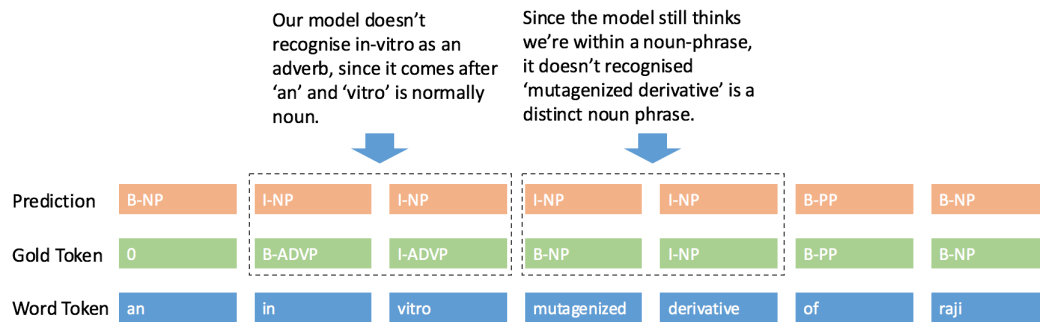 Our model doesn't
recognise in-vitro as an
adverb, since it comes after
'an' and 'vitro' is normally
noun.
Since the model still thinks
we're within a noun-phrase,
it doesn't recognised
'mutagenized derivative' is a
distinct noun phrase.
Prediction B-NP I-NP I-NP I-NP I-NP B-PP B-NP
Gold Token 0 B-ADVP I-ADVP B-NP I-NP B-PP B-NP
Word Token an in vitro mutagenized derivative of raji